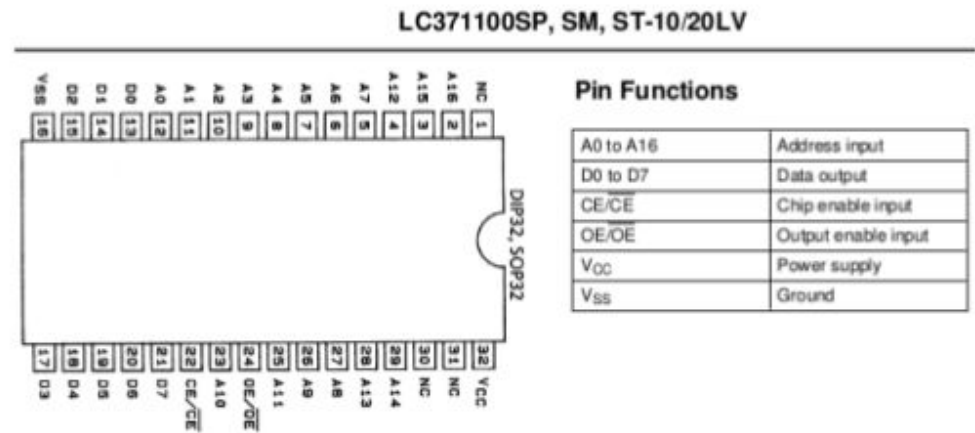 LC371100SP, SM, ST-10/20LV
VSS D2 D1 D0 A0 A1 A2 A3 A4 A5 A6 A7 A12 A15 A16 NC
16 15 14 13 12 11 10 9 8 7 6 5 4 3 2 1
DIP32, SOP32
17 18 19 20 21 22 23 24 25 26 27 28 29 30 31 32
D3 D4 D5 D6 D7 CE/C̅E̅ A10 OE/O̅E̅ A11 A9 A8 A13 A14 NC NC VCC
Pin Functions
A0 to A16 Address input
D0 to D7 Data output
CE/C̅E̅ Chip enable input
OE/O̅E̅ Output enable input
VCC Power supply
VSS Ground